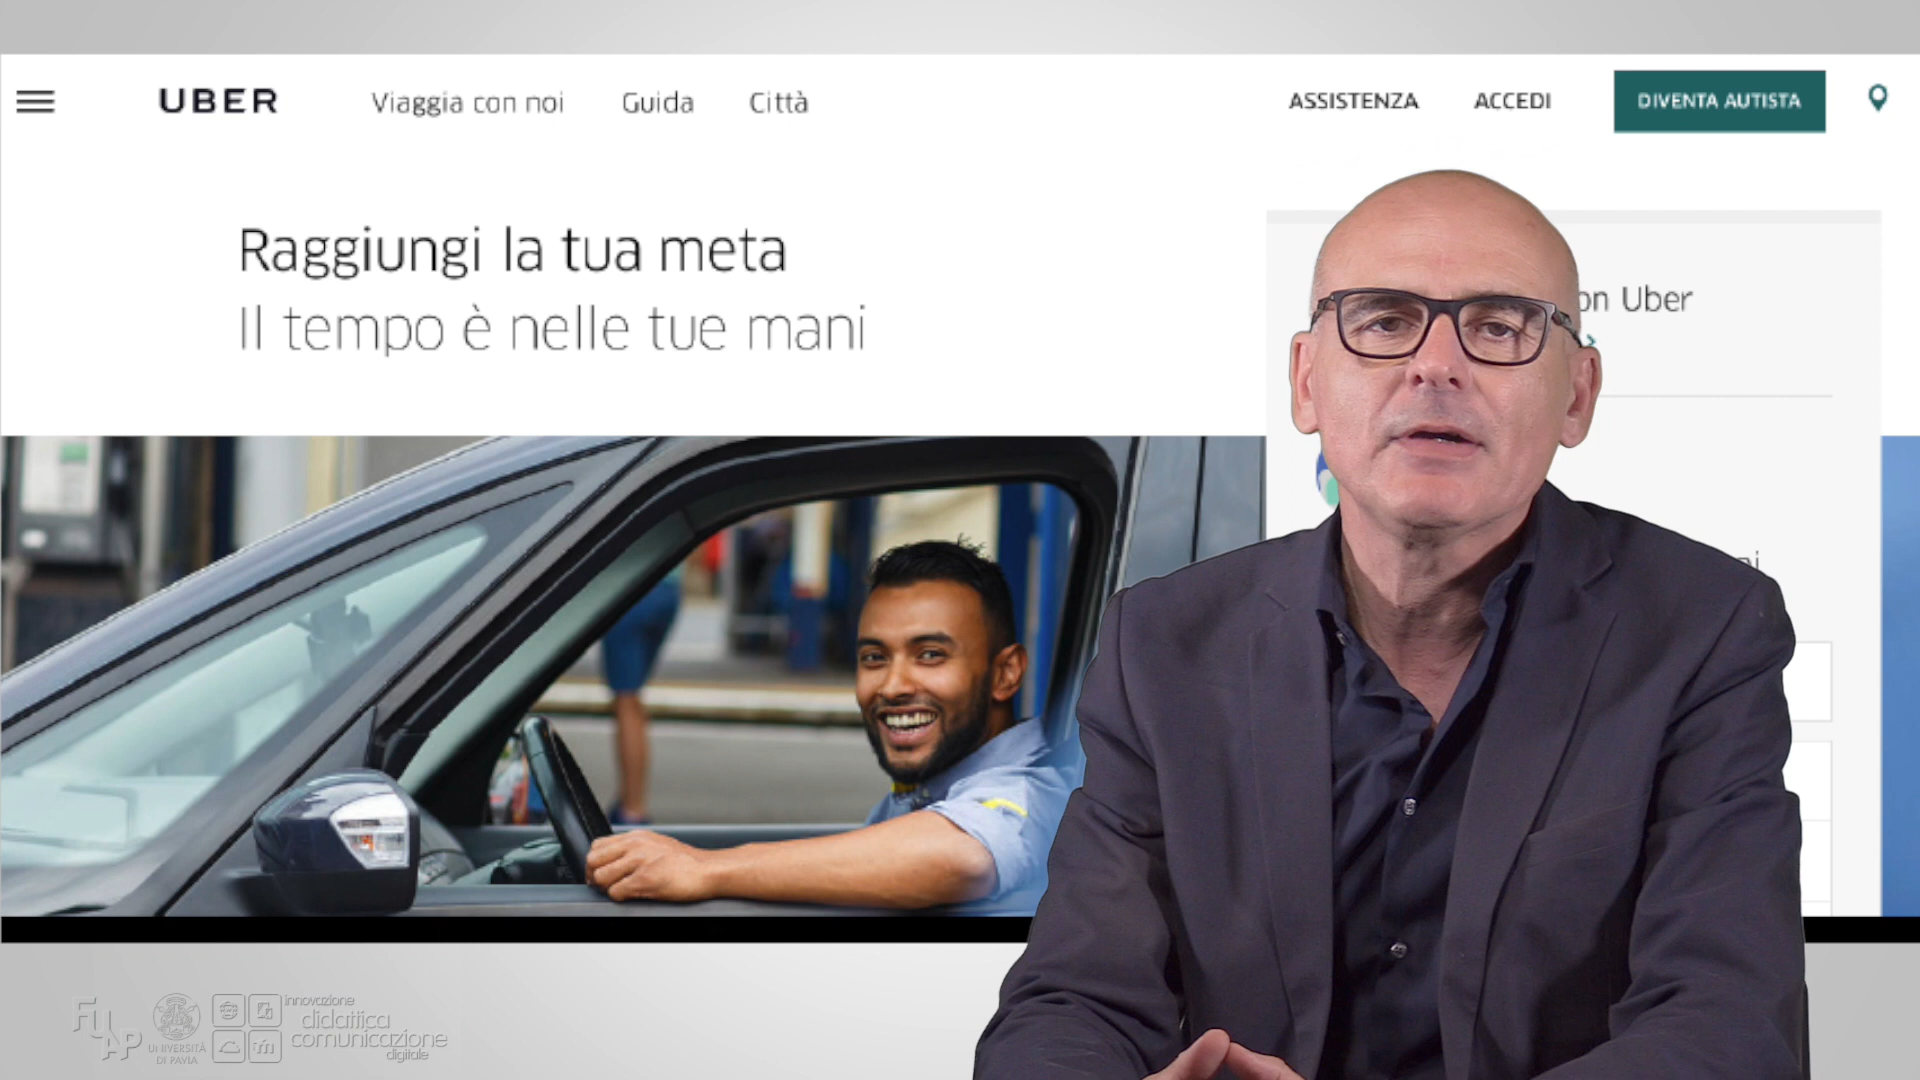 UBER
Viaggia con noi
Guida
Città
ASSISTENZA
ACCEDI
DIVENTA AUTISTA
Raggiungi la tua meta
Il tempo è nelle tue mani
on Uber
innovazione
didattica
comunicazione
digitale
UNIVERSITÀ
DI PAVIA